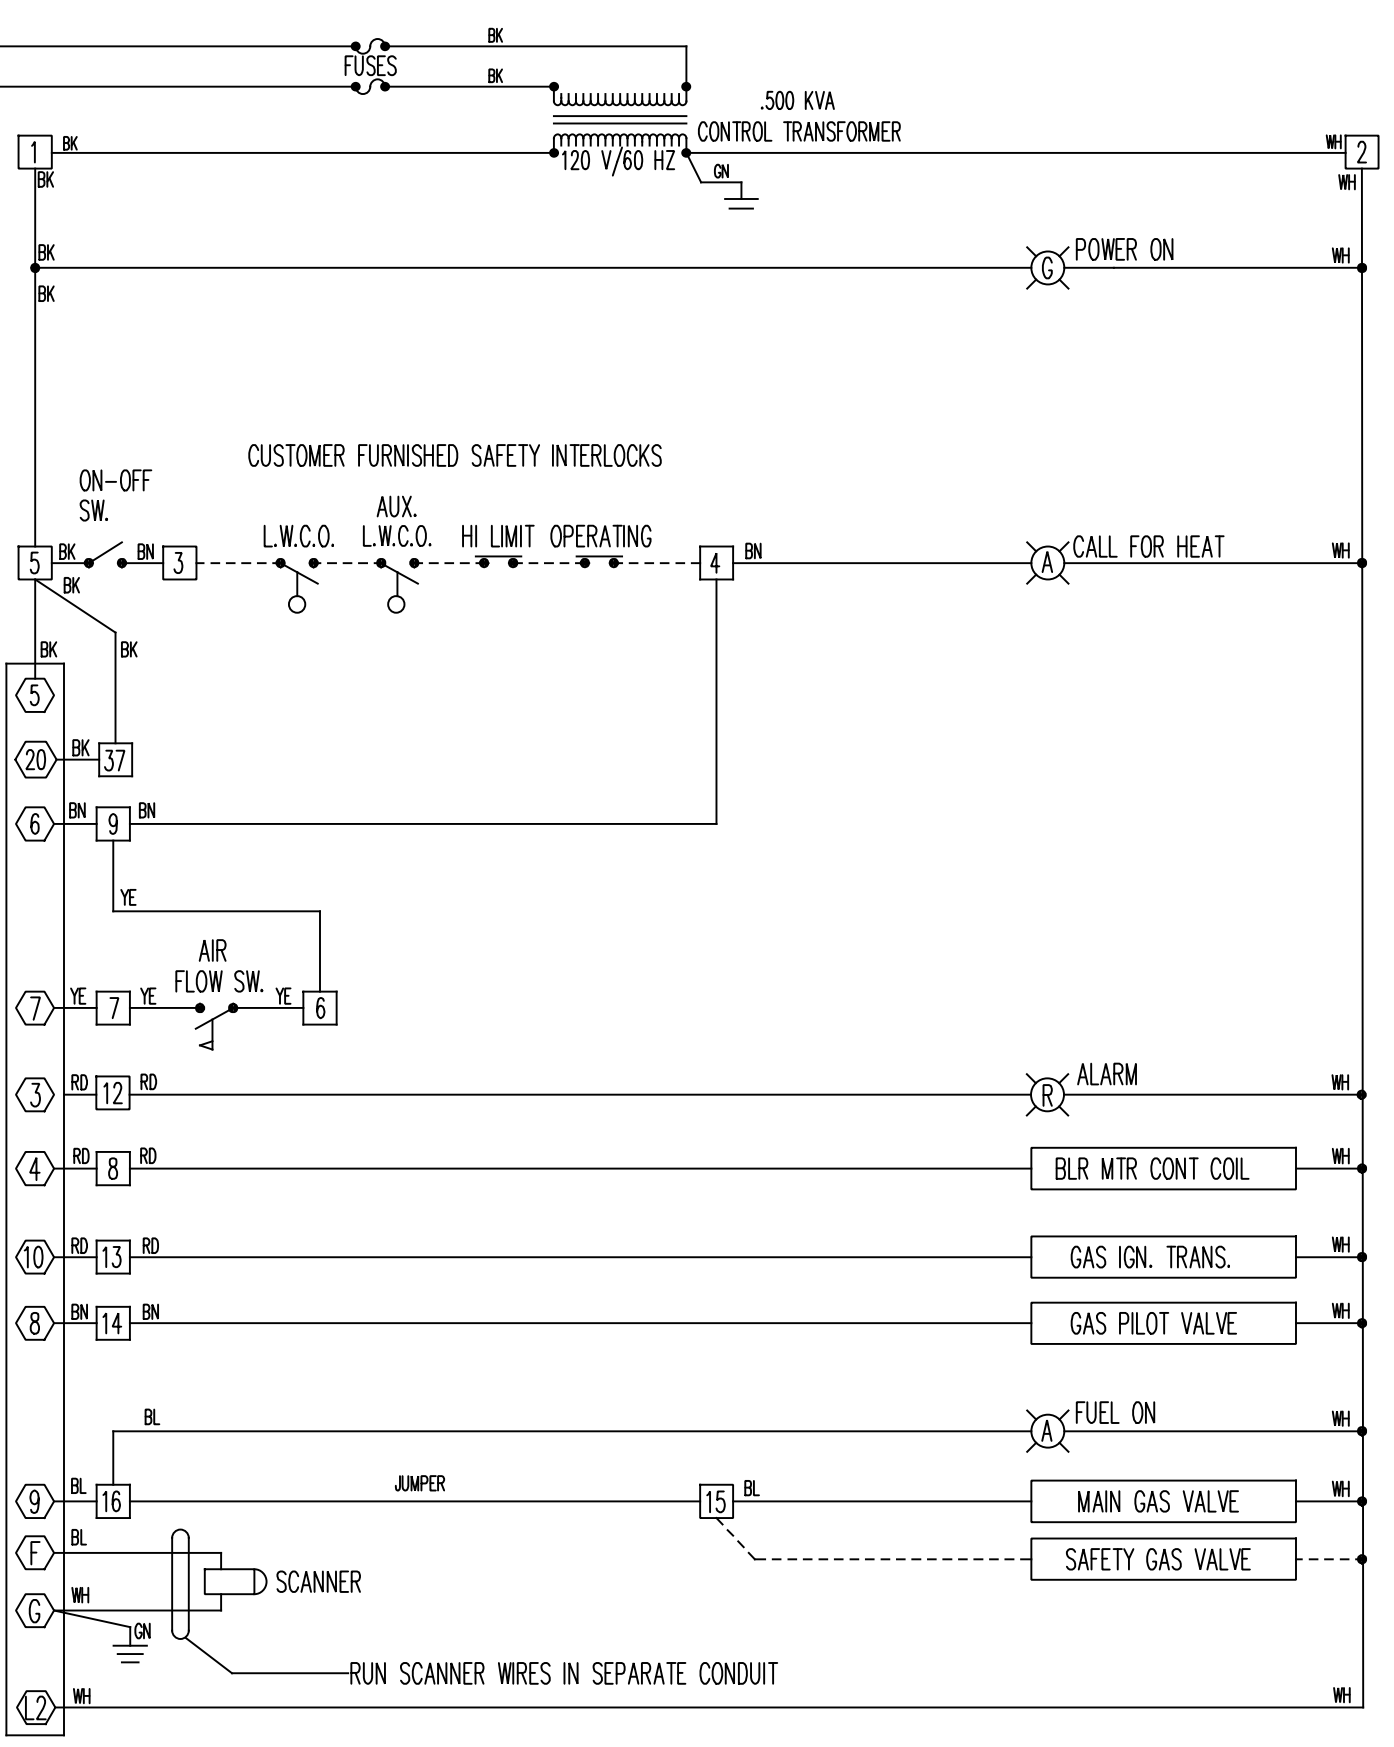 BK
FUSES
BK
.500 KVA
CONTROL TRANSFORMER
1
BK
120 V/60 HZ
WH
2
BK
GN
WH
BK
POWER ON
WH
G
BK
CUSTOMER FURNISHED SAFETY INTERLOCKS
ON-OFF
SW.
AUX.
L.W.C.O.
L.W.C.O.
HI LIMIT
OPERATING
5
BK
BN
3
4
BN
A
CALL FOR HEAT
WH
BK
BK
BK
5
20
BK
37
6
BN
9
BN
YE
AIR
FLOW SW.
7
YE
7
YE
YE
6
3
RD
12
RD
R
ALARM
WH
4
RD
8
RD
BLR MTR CONT COIL
WH
10
RD
13
RD
GAS IGN. TRANS.
WH
8
BN
14
BN
GAS PILOT VALVE
WH
BL
A
FUEL ON
WH
9
BL
16
JUMPER
15
BL
MAIN GAS VALVE
WH
F
BL
SAFETY GAS VALVE
SCANNER
G
WH
GN
RUN SCANNER WIRES IN SEPARATE CONDUIT
L2
WH
WH